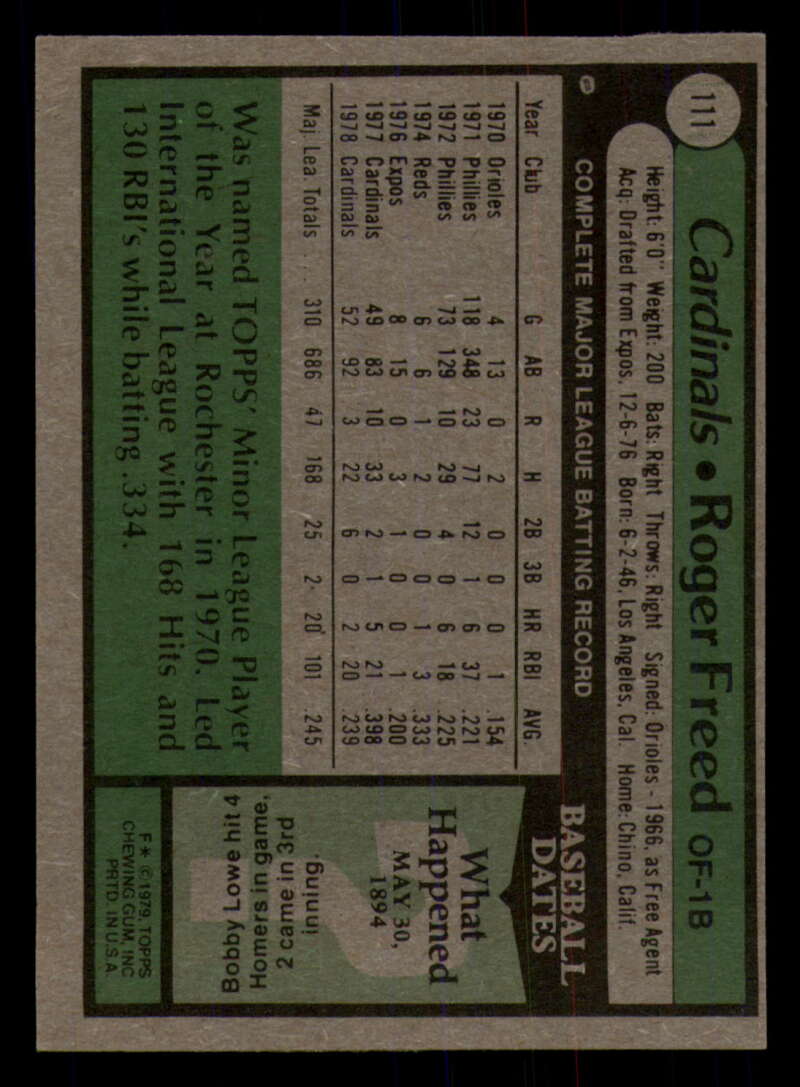 111
Cardinals • Roger Freed OF-1B
Height: 6'0" Weight: 200 Bats: Right Throws: Right Signed: Orioles - 1966, as Free Agent
Acq: Drafted from Expos, 12-6-76 Born: 6-2-46, Los Angeles, Cal. Home: Chino, Calif.
COMPLETE MAJOR LEAGUE BATTING RECORD
Year Club G AB R H 2B 3B HR RBI AVG.
1970 Orioles 4 13 0 2 0 0 0 1 .154
1971 Phillies 118 348 23 77 12 1 6 37 .221
1972 Phillies 73 129 10 29 4 0 6 18 .225
1974 Reds 6 6 1 2 0 0 1 3 .333
1976 Expos 8 15 0 3 1 0 0 1 .200
1977 Cardinals 49 83 10 33 2 1 5 21 .398
1978 Cardinals 52 92 3 22 6 0 2 20 .239
Maj. Lea Totals . . . 310 686 47 168 25 2 20 101 .245
Was named TOPPS' Minor League Player
of the Year at Rochester in 1970. Led
International League with 168 Hits and
130 RBI's while batting .334.
BASEBALL
DATES
What
Happened
MAY 30,
1894
Bobby Lowe hit 4
Homers in game,
2 came in 3rd
inning.
F * © 1979, TOPPS
CHEWING GUM, INC
PRTD. IN U.S.A.